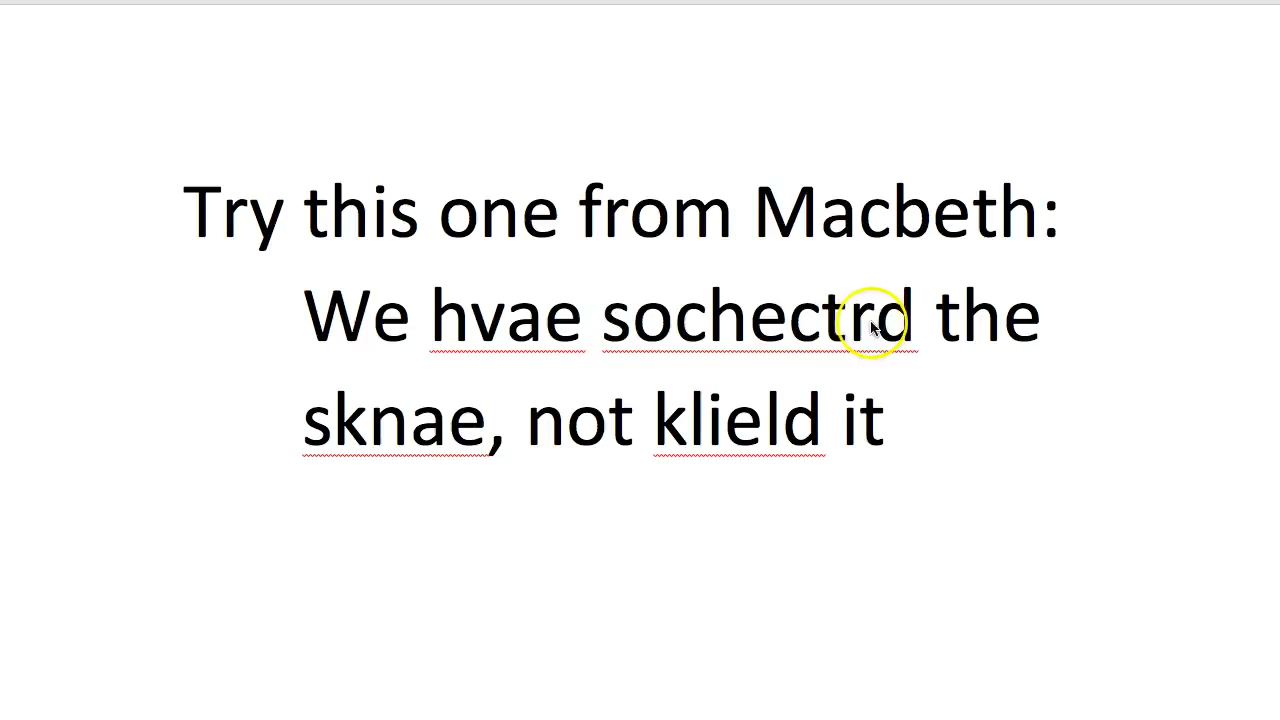 Try this one from Macbeth:
We hvae sochectrd the
sknae, not klield it